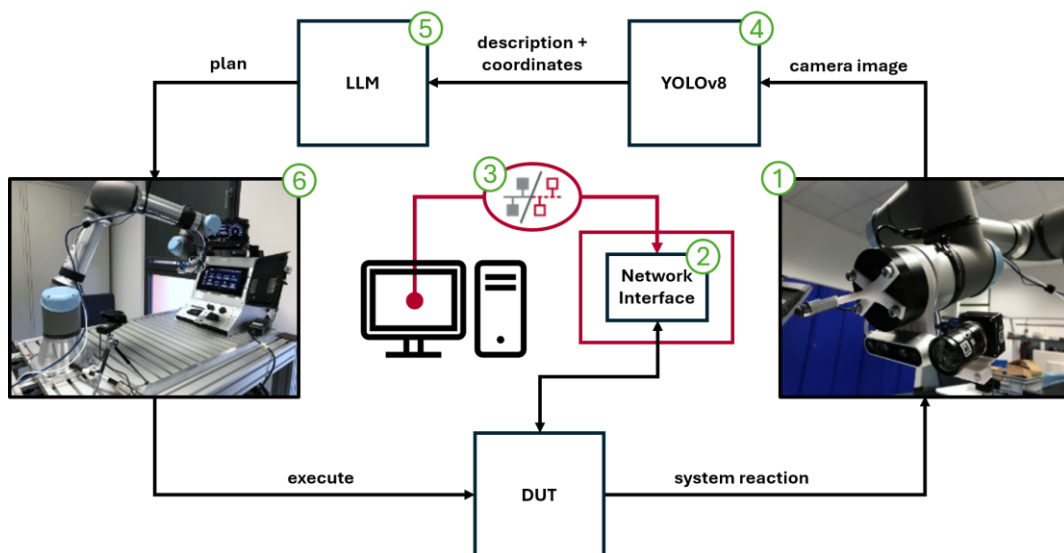 5
4
description +
coordinates
plan
camera image
LLM
YOLOv8
3
6
1
2
Network
Interface
execute
system reaction
DUT